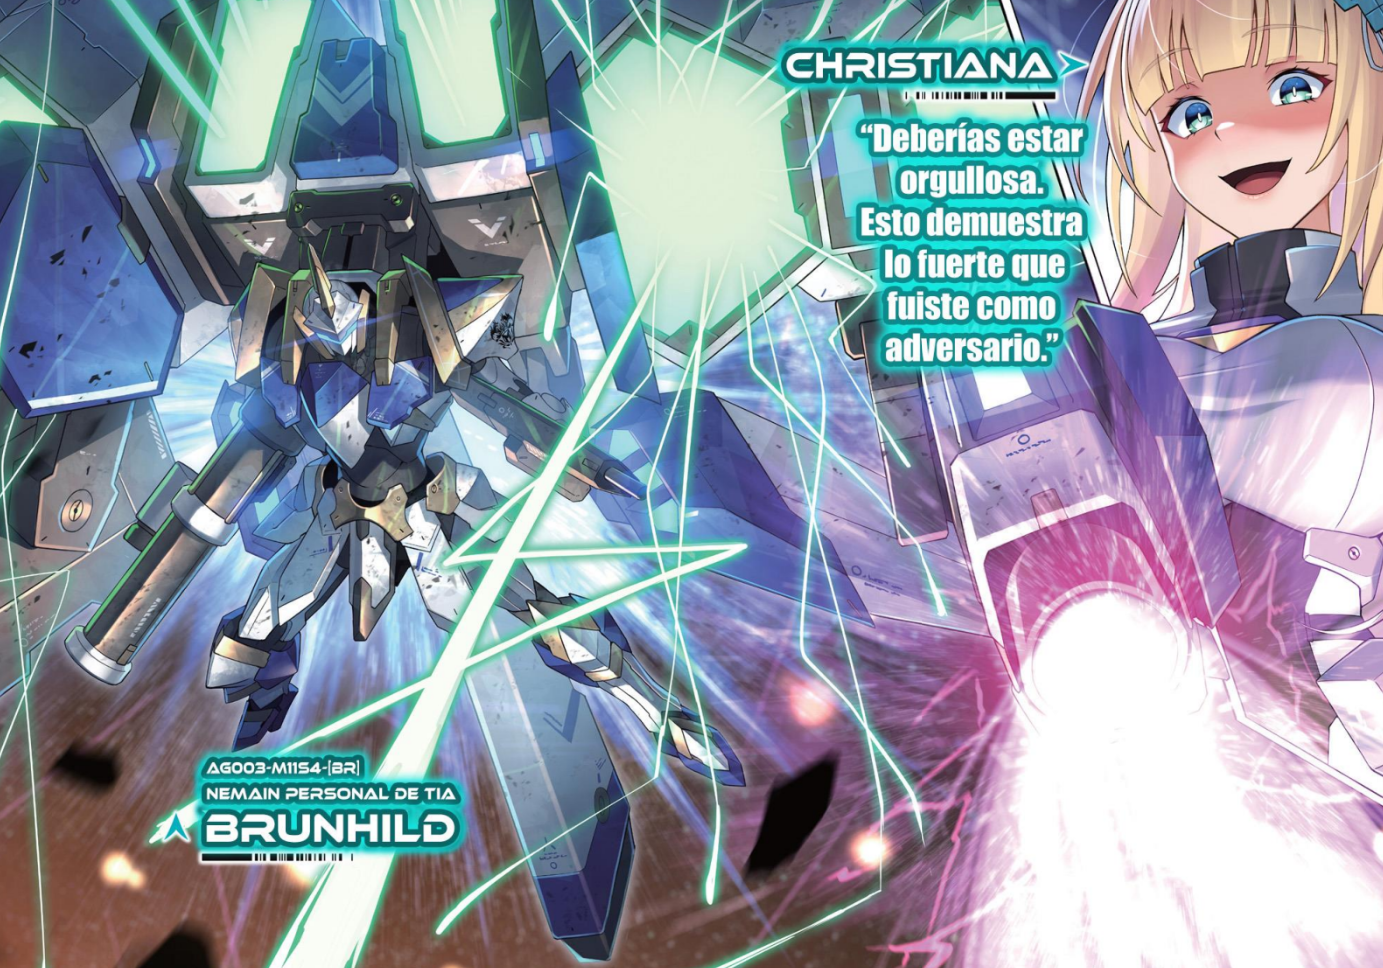 CHRISTIANA
“Deberías estar
orgullosa.
Esto demuestra
lo fuerte que
fuiste como
adversario.”
AG003-M11S4-[BR]
NEMAIN PERSONAL DE TIA
BRUNHILD